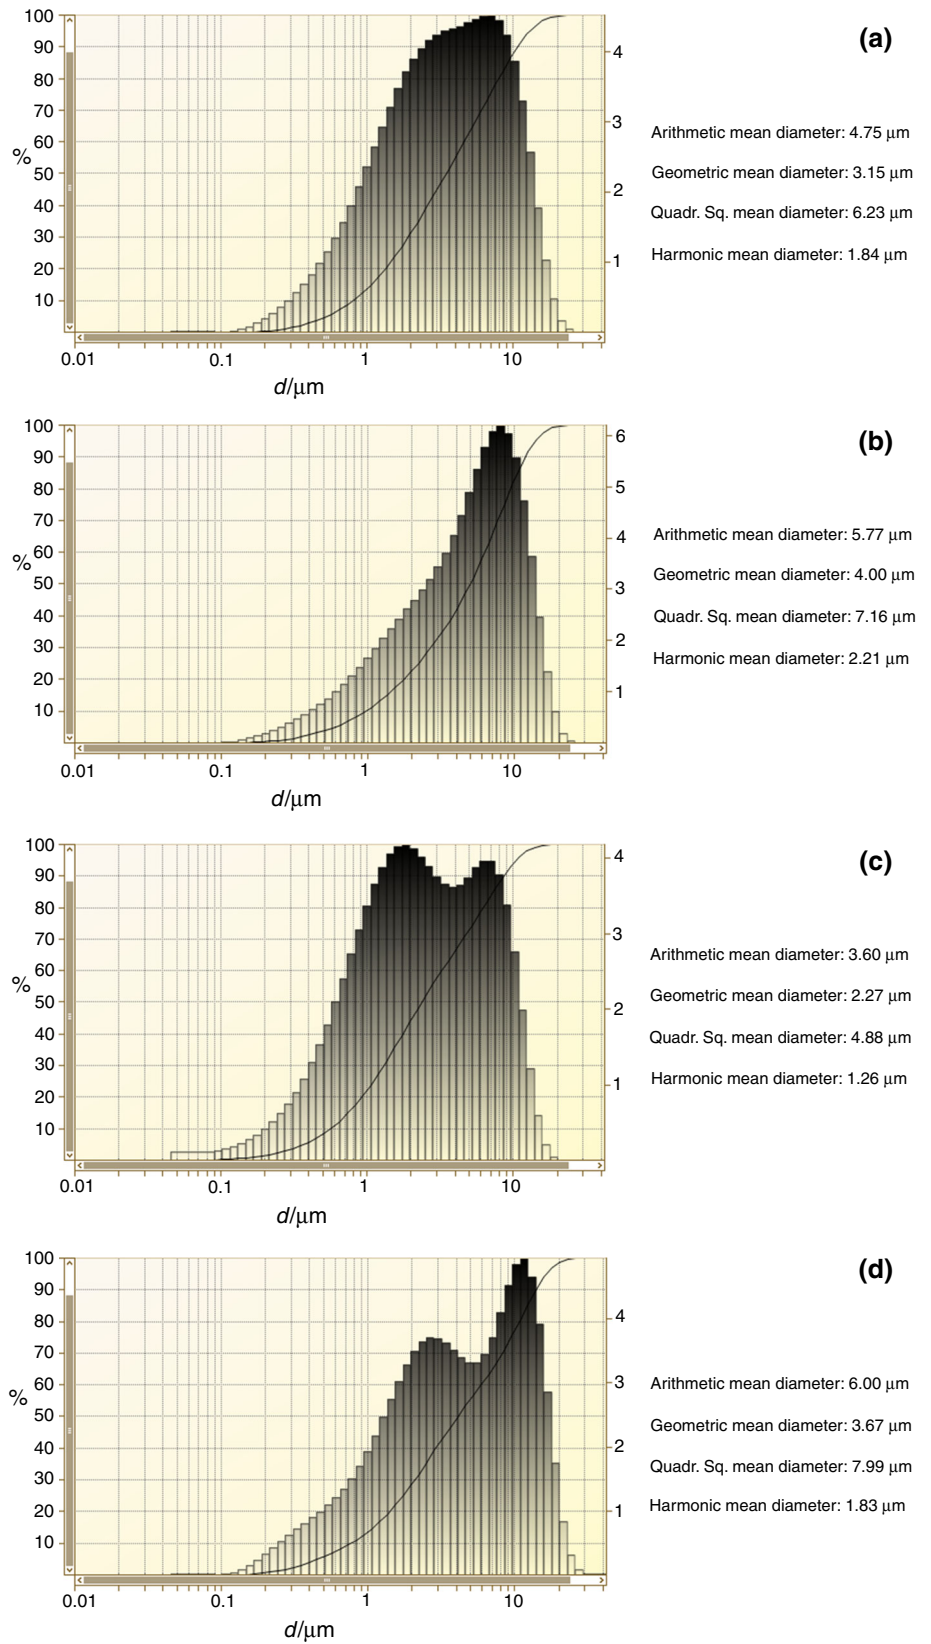 100
90
80
70
60
50
40
30
20
10
%
4
3
2
1
0.01 0.1 1 10
d/μm
(a)
Arithmetic mean diameter: 4.75 μm
Geometric mean diameter: 3.15 μm
Quadr. Sq. mean diameter: 6.23 μm
Harmonic mean diameter: 1.84 μm
100
90
80
70
60
50
40
30
20
10
%
6
5
4
3
2
1
0.01 0.1 1 10
d/μm
(b)
Arithmetic mean diameter: 5.77 μm
Geometric mean diameter: 4.00 μm
Quadr. Sq. mean diameter: 7.16 μm
Harmonic mean diameter: 2.21 μm
100
90
80
70
60
50
40
30
20
10
%
4
3
2
1
0.01 0.1 1 10
d/μm
(c)
Arithmetic mean diameter: 3.60 μm
Geometric mean diameter: 2.27 μm
Quadr. Sq. mean diameter: 4.88 μm
Harmonic mean diameter: 1.26 μm
100
90
80
70
60
50
40
30
20
10
%
4
3
2
1
0.01 0.1 1 10
d/μm
(d)
Arithmetic mean diameter: 6.00 μm
Geometric mean diameter: 3.67 μm
Quadr. Sq. mean diameter: 7.99 μm
Harmonic mean diameter: 1.83 μm